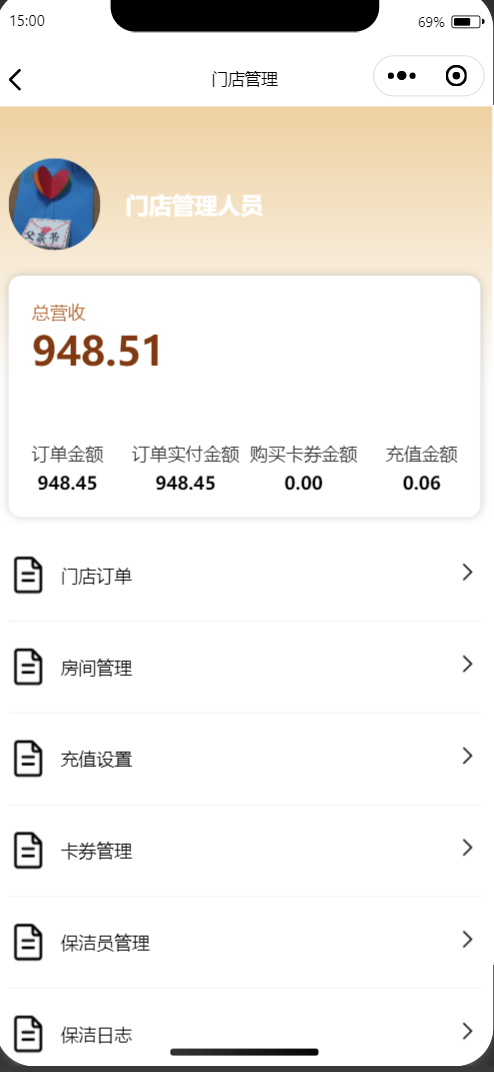 15:00 69%
门店管理
父亲节
门店管理人员
总营收
948.51
订单金额 订单实付金额 购买卡券金额 充值金额
948.45 948.45 0.00 0.06
门店订单
房间管理
充值设置
卡券管理
保洁员管理
保洁日志